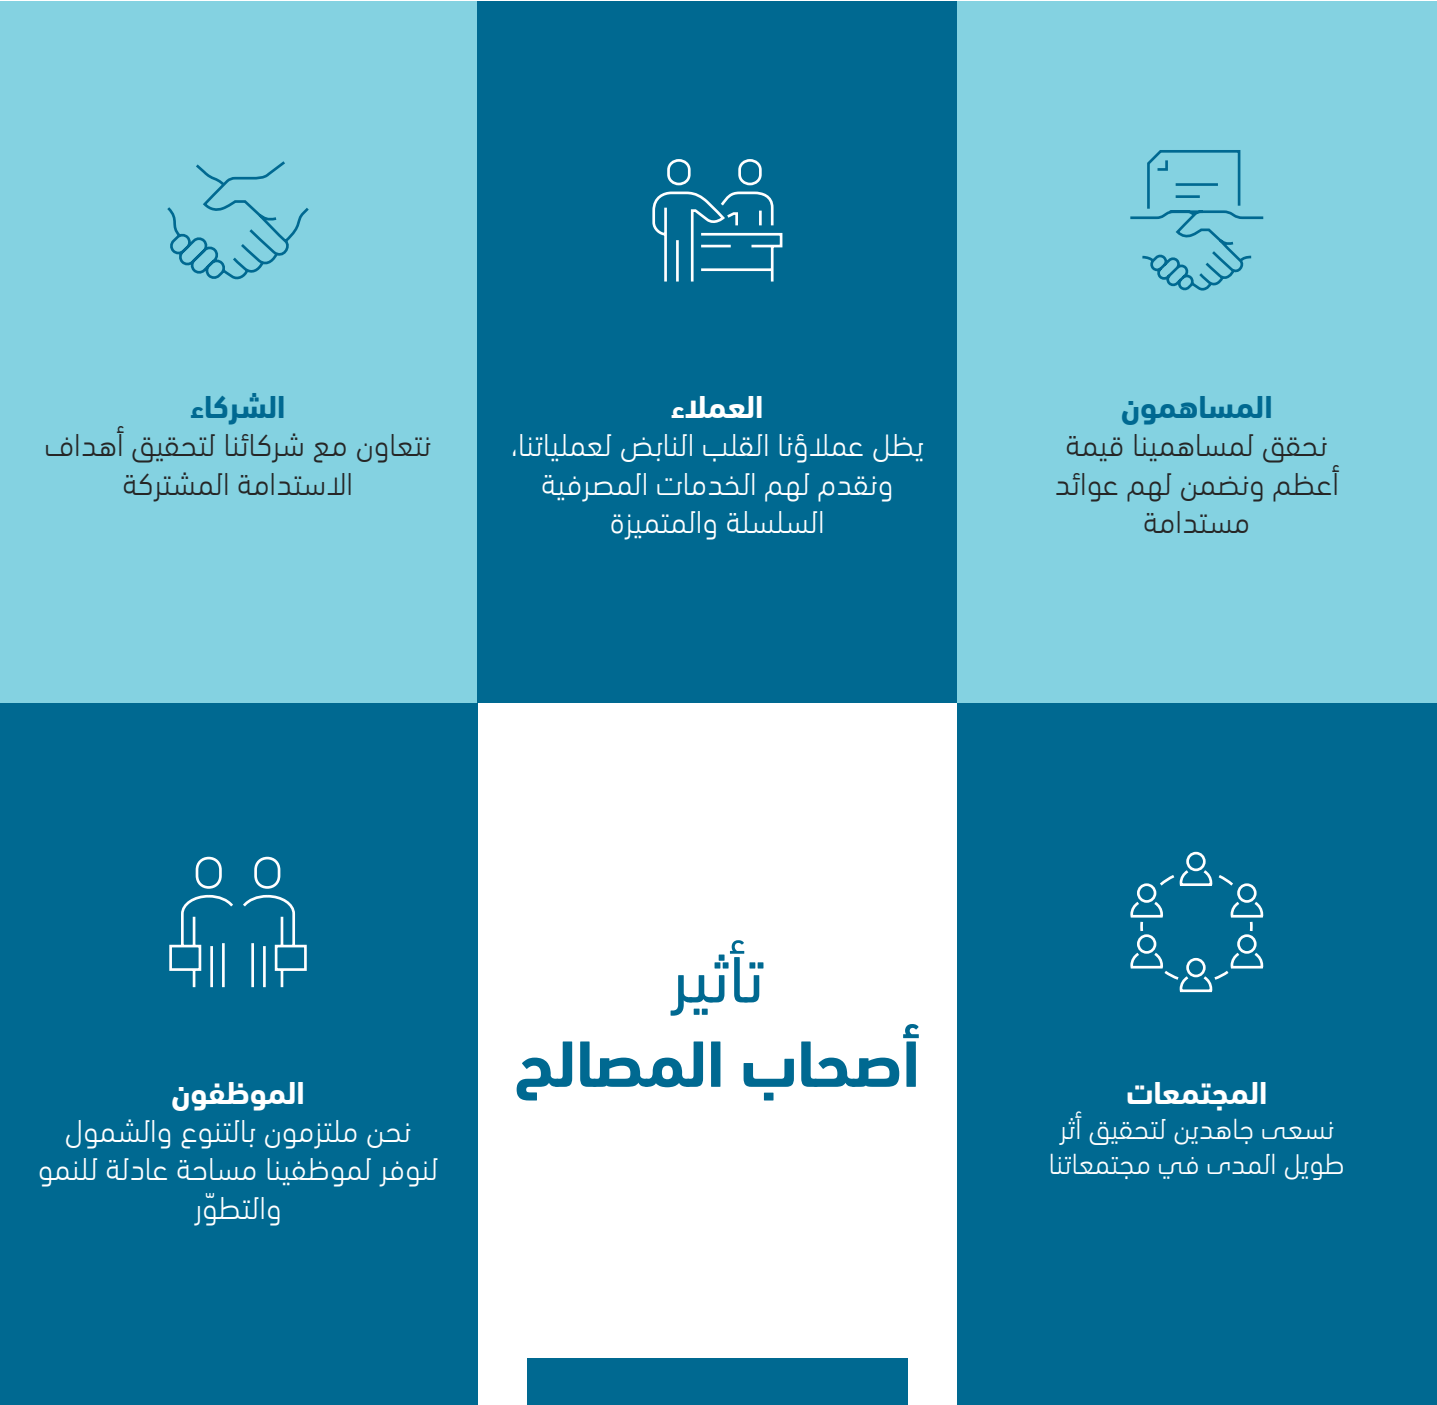 المساهمون
نحقق لمساهمينا قيمة
أعظم ونضمن لهم عوائد
مستدامة
العملاء
يظل عملاؤنا القلب النابض لعملياتنا،
ونقدم لهم الخدمات المصرفية
السلسلة والمتميزة
الشركاء
نتعاون مع شركائنا لتحقيق أهداف
الاستدامة المشتركة
المجتمعات
نسعى جاهدين لتحقيق أثر
طويل المدى في مجتمعاتنا
تأثير
أصحاب المصالح
الموظفون
نحن ملتزمون بالتنوع والشمول
لنوفر لموظفينا مساحة عادلة للنمو
والتطوّر